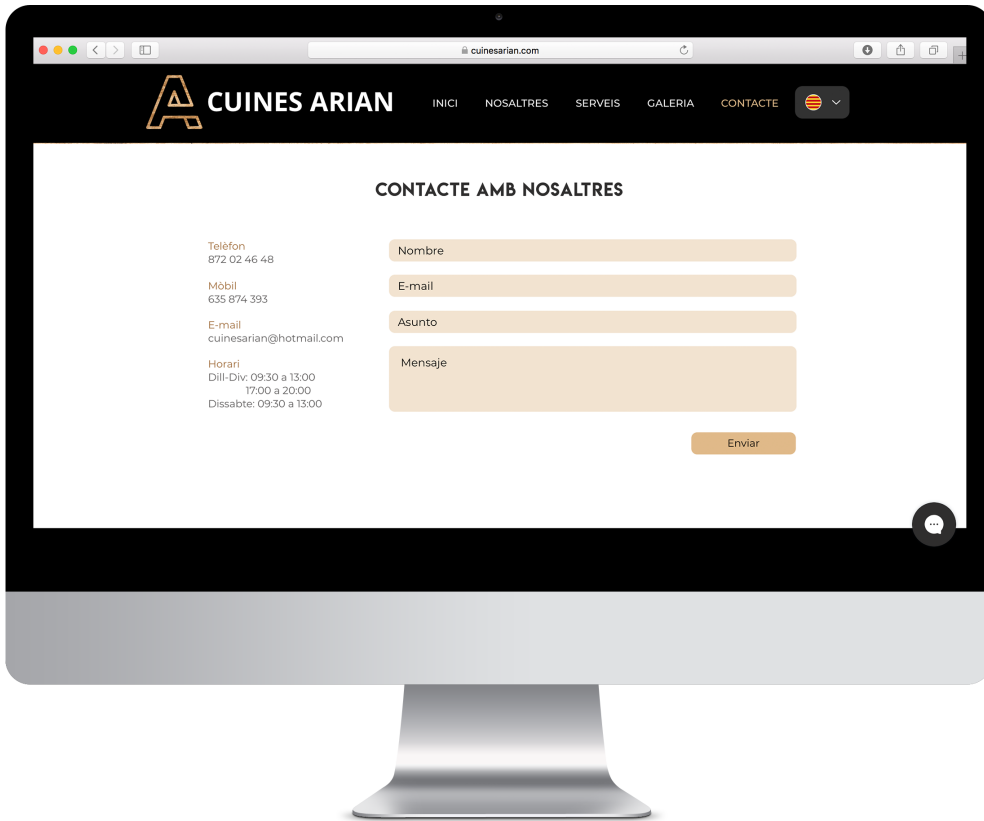 cuinesarian.com
CUINES ARIAN
INICI NOSALTRES SERVEIS GALERIA CONTACTE
CONTACTE AMB NOSALTRES
Telèfon
872 02 46 48
Mòbil
635 874 393
E-mail
cuinesarian@hotmail.com
Horari
Dill-Div: 09:30 a 13:00
17:00 a 20:00
Dissabte: 09:30 a 13:00
Nombre
E-mail
Asunto
Mensaje
Enviar